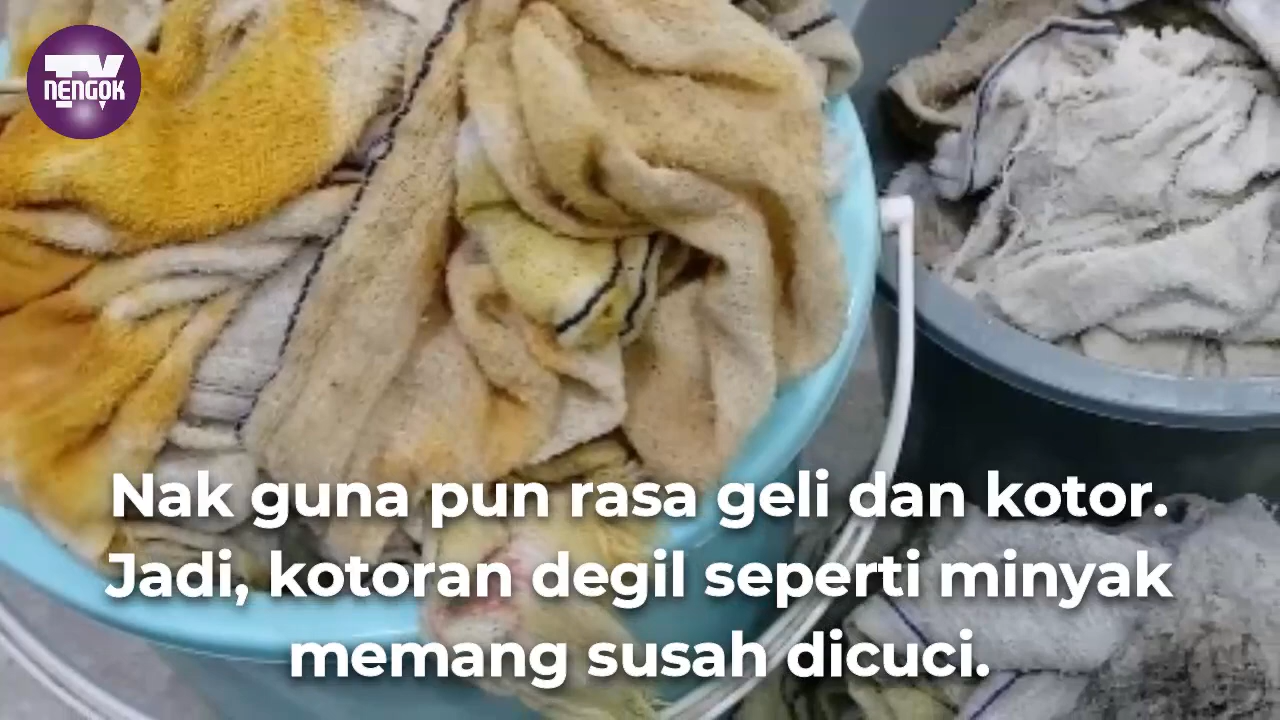 TV
NENGOK
Nak guna pun rasa geli dan kotor.
Jadi, kotoran degil seperti minyak
memang susah dicuci.